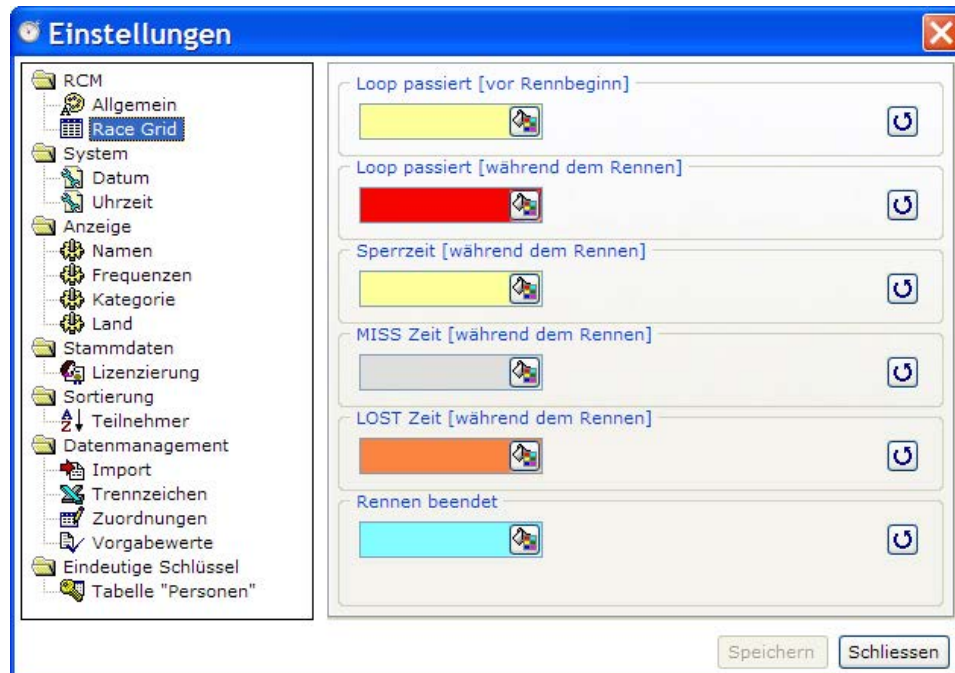 Einstellungen
RCM
Allgemein
Race Grid
System
Datum
Uhrzeit
Anzeige
Namen
Frequenzen
Kategorie
Land
Stammdaten
Lizenzierung
Sortierung
Teilnehmer
Datenmanagement
Import
Trennzeichen
Zuordnungen
Vorgabewerte
Eindeutige Schlüssel
Tabelle "Personen"
Loop passiert [vor Rennbeginn]
Loop passiert [während dem Rennen]
Sperrzeit [während dem Rennen]
MISS Zeit [während dem Rennen]
LOST Zeit [während dem Rennen]
Rennen beendet
Speichern
Schliessen